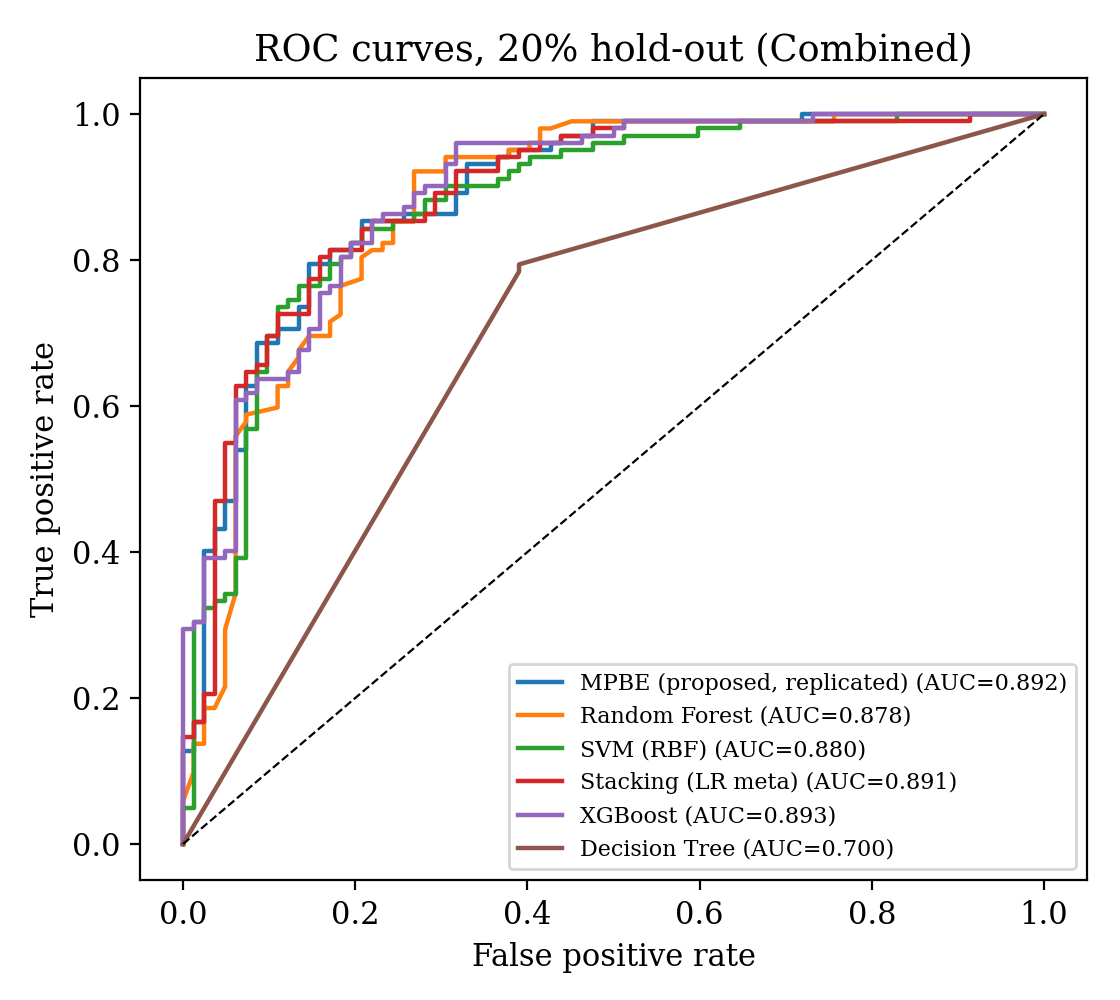 ROC curves, 20% hold-out (Combined)
True positive rate
1.0
0.8
0.6
0.4
0.2
0.0
MPBE (proposed, replicated) (AUC=0.892)
Random Forest (AUC=0.878)
SVM (RBF) (AUC=0.880)
Stacking (LR meta) (AUC=0.891)
XGBoost (AUC=0.893)
Decision Tree (AUC=0.700)
0.0 0.2 0.4 0.6 0.8 1.0
False positive rate